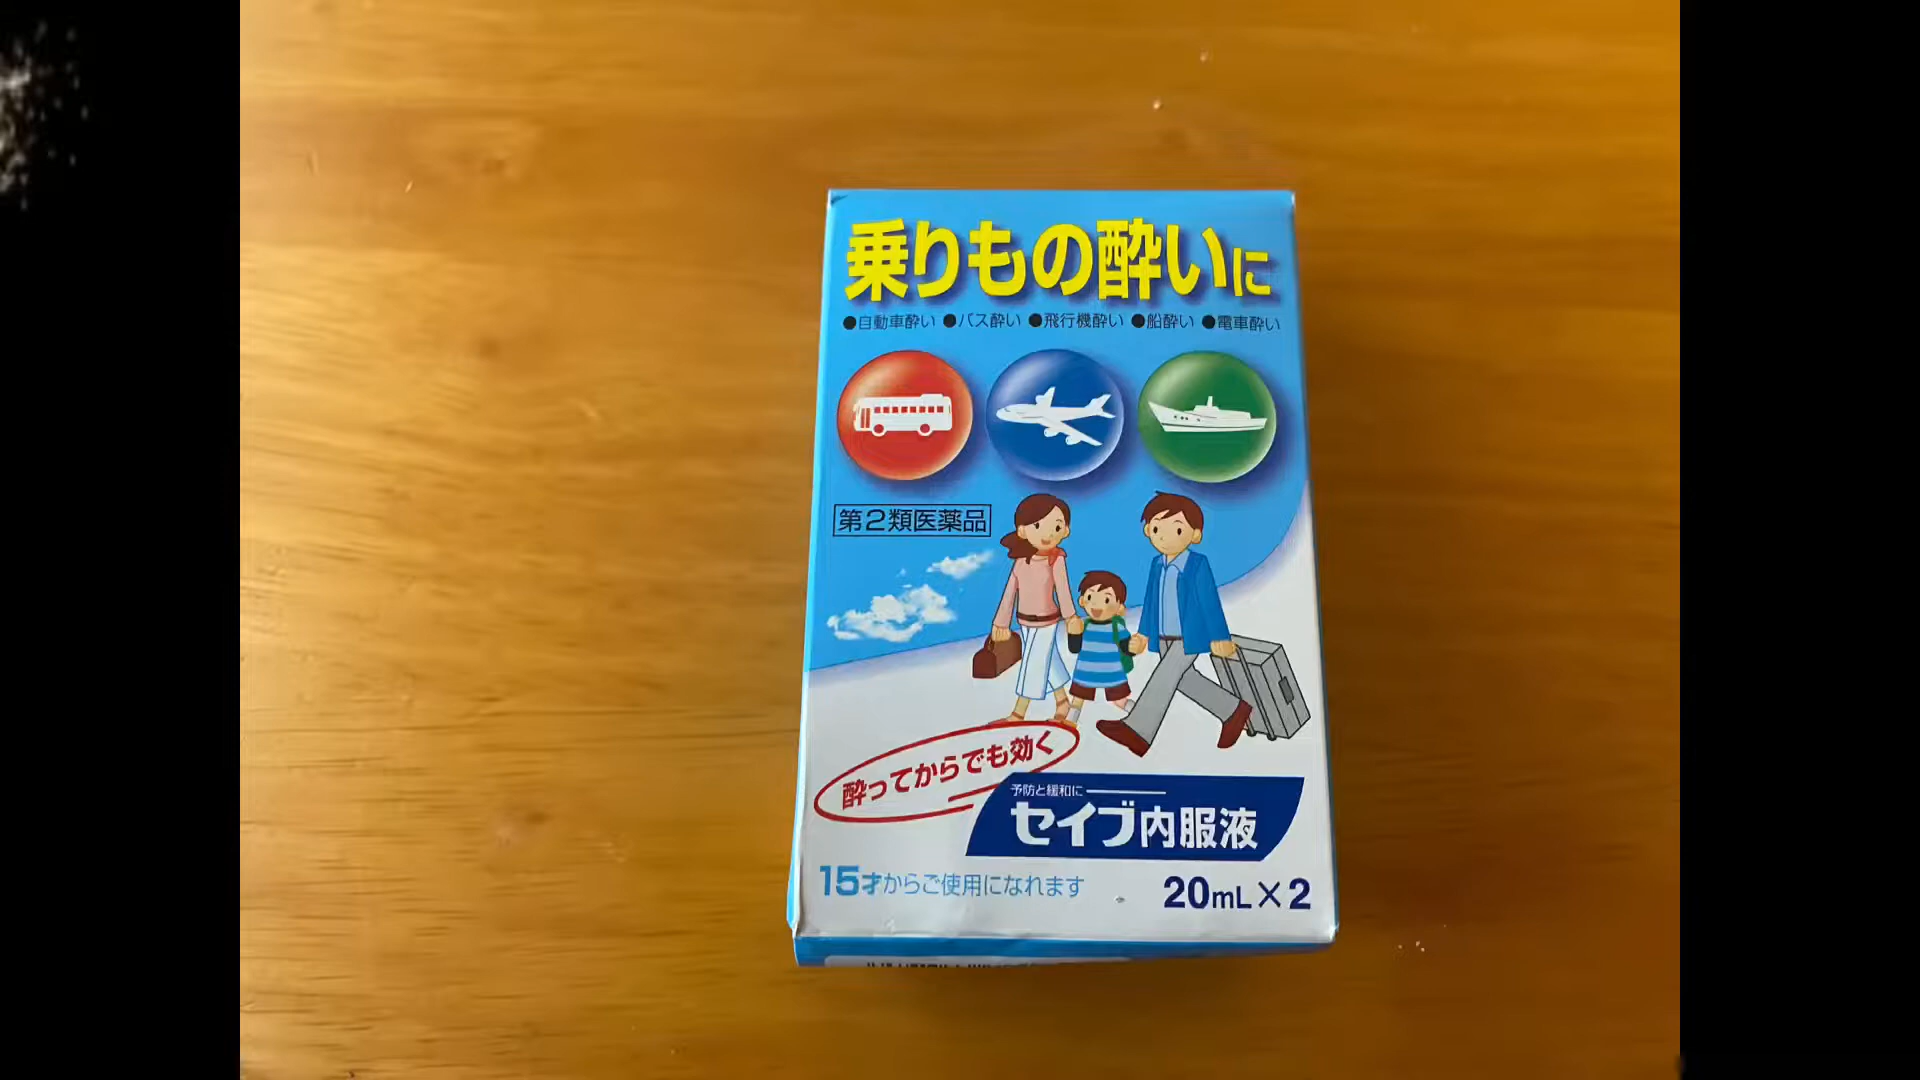 乗りもの酔いに
●自動車酔い ●バス酔い ●飛行機酔い ●船酔い ●電車酔い
第2類医薬品
酔ってからでも効く
予防と緩和に
セイブ内服液
15才からご使用になれます
20mL×2